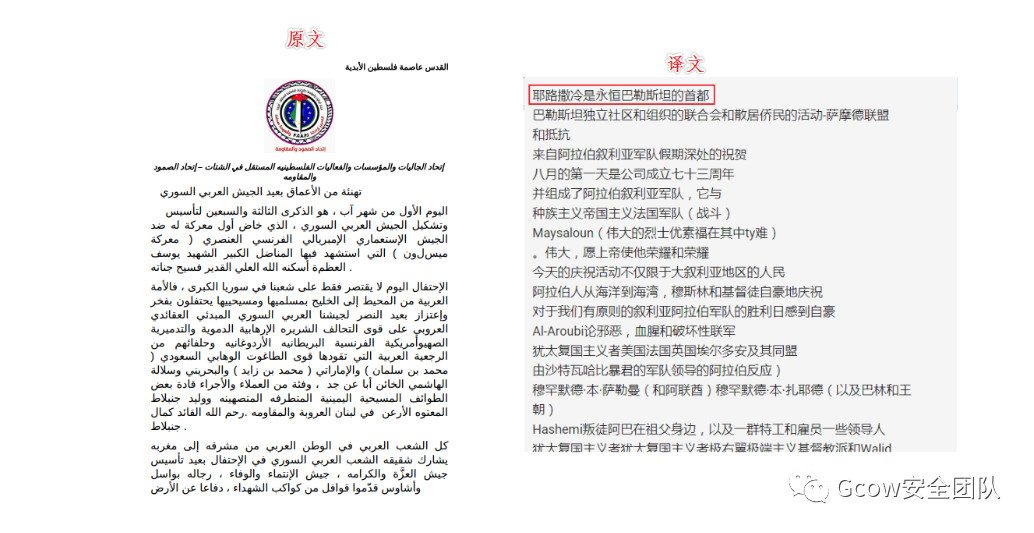 原文
القدس عاصمة فلسطين الأبدية
إتحاد الصمود والمقاومة
إتحاد الجاليات والمؤسسات والفعاليات الفلسطينيه المستقل في الشتات – إتحاد الصمود
والمقاومه
تهنئة من الأعماق بعيد الجيش العربي السوري
اليوم الأول من شهر آب ، هو الذكرى الثالثة والسبعين لتأسيس
وتشكيل الجيش العربي السوري ، الذي خاض أول معركة له ضد
الجيش الإستعماري الإمبريالي الفرنسي العنصري ( معركة
ميسلون ) التي استشهد فيها المناضل الكبير الشهيد يوسف
العظمة أسكنه الله العلي القدير فسيح جناته .
الإحتفال اليوم لا يقتصر فقط على شعبنا في سوريا الكبرى ، فالأمة
العربية من المحيط إلى الخليج بمسلميها ومسيحييها يحتفلون بفخر
وإعتزاز بعيد النصر لجيشنا العربي السوري المبدئي العقائدي
العروبي على قوى التحالف الشريره الإرهابية الدموية والتدميرية
الصهيوأمريكية الفرنسية البريطانيه الأردوغانيه وحلفائهم من
الرجعية العربية التي تقودها قوى الطاغوت الوهابي السعودي (
محمد بن سلمان ) والإماراتي ( محمد بن زايد ) والبحريني وسلالة
الهاشمي الخائن أبا عن جد ، وفئة من العملاء والأجراء قادة بعض
الطوائف المسيحية اليمينية المتطرفه المتصهينه ووليد جنبلاط
المعتوه الأرعن في لبنان العروبة والمقاومه .رحم الله القائد كمال
جنبلاط .
كل الشعب العربي في الوطن العربي من مشرقه إلى مغربه
يشارك شقيقه الشعب العربي السوري في الإحتفال بعيد تأسيس
جيش العزَّة والكرامه ، جيش الإنتماء والوفاء ، رجاله بواسل
وأشاوس قدّموا قوافل من كواكب الشهداء ، دفاعا عن الأرض
译文
耶路撒冷是永恒巴勒斯坦的首都
巴勒斯坦独立社区和组织的联合会和散居侨民的活动-萨摩德联盟
和抵抗
来自阿拉伯叙利亚军队假期深处的祝贺
八月的第一天是公司成立七十三周年
并组成了阿拉伯叙利亚军队，它与
种族主义帝国主义法国军队（战斗）
Maysaloun（伟大的烈士优素福在其中ty难）
。伟大，愿上帝使他荣耀和荣耀
今天的庆祝活动不仅限于大叙利亚地区的人民
阿拉伯人从海洋到海湾，穆斯林和基督徒自豪地庆祝
对于我们有原则的叙利亚阿拉伯军队的胜利日感到自豪
Al-Aroubi论邪恶，血腥和破坏性联军
犹太复国主义者美国法国英国埃尔多安及其同盟
由沙特瓦哈比暴君的军队领导的阿拉伯反应）
穆罕默德·本·萨勒曼（和阿联酋）穆罕默德·本·扎耶德（以及巴林和王
朝）
Hashemi叛徒阿巴在祖父身边，以及一群特工和雇员一些领导人
犹太复国主义者犹太复国主义者极右翼极端主义基督教派和Walid
Gcow安全团队